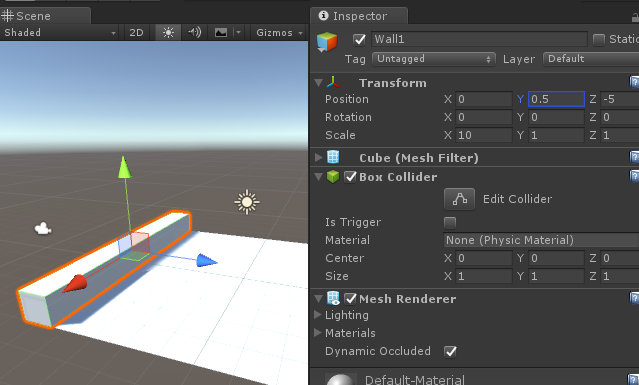 Scene
Shaded 2D Gizmos
Inspector
Wall1 Stati
Tag Untagged Layer Default
Transform
Position X 0 Y 0.5 Z -5
Rotation X 0 Y 0 Z 0
Scale X 10 Y 1 Z 1
Cube (Mesh Filter)
Box Collider
Edit Collider
Is Trigger
Material None (Physic Material)
Center X 0 Y 0 Z 0
Size X 1 Y 1 Z 1
Mesh Renderer
Lighting
Materials
Dynamic Occluded
Default-Material